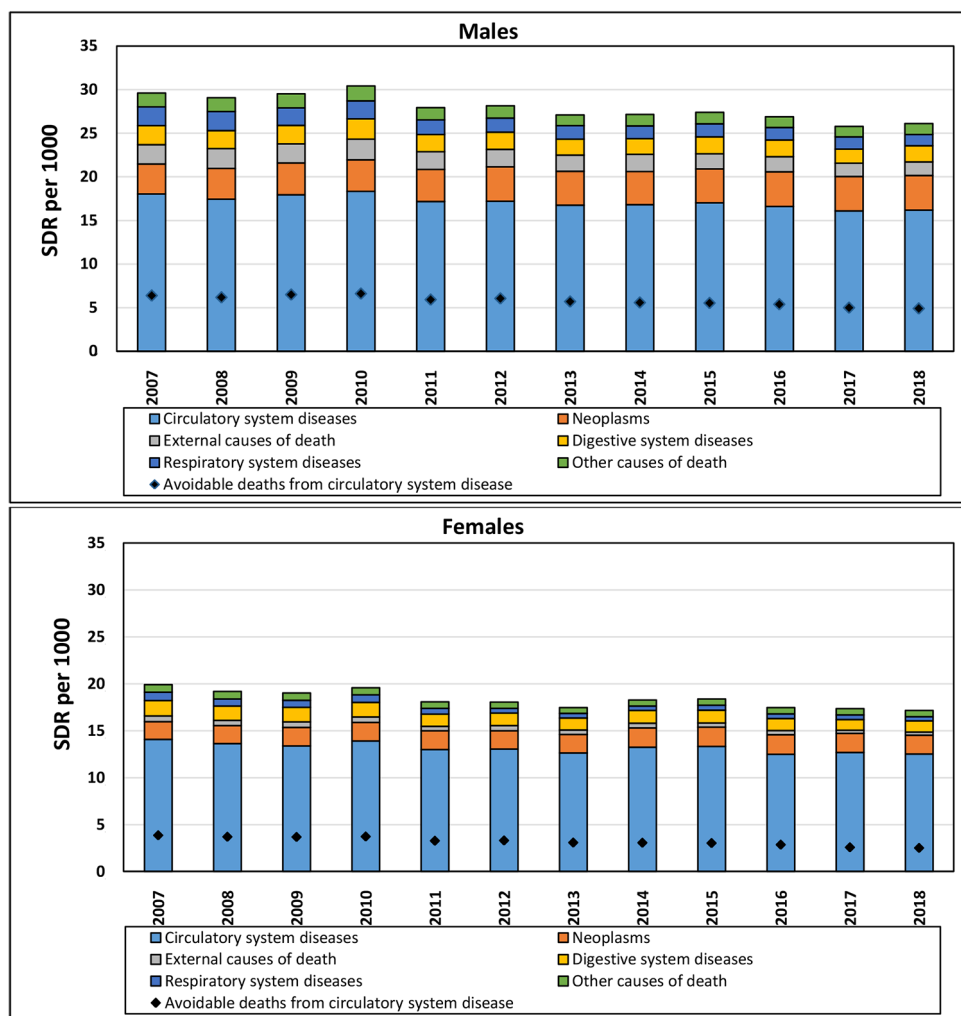 Males
SDR per 1000
35
30
25
20
15
10
5
0
2007 2008 2009 2010 2011 2012 2013 2014 2015 2016 2017 2018
Circulatory system diseases Neoplasms
External causes of death Digestive system diseases
Respiratory system diseases Other causes of death
Avoidable deaths from circulatory system disease
Females
SDR per 1000
35
30
25
20
15
10
5
0
2007 2008 2009 2010 2011 2012 2013 2014 2015 2016 2017 2018
Circulatory system diseases Neoplasms
External causes of death Digestive system diseases
Respiratory system diseases Other causes of death
Avoidable deaths from circulatory system disease